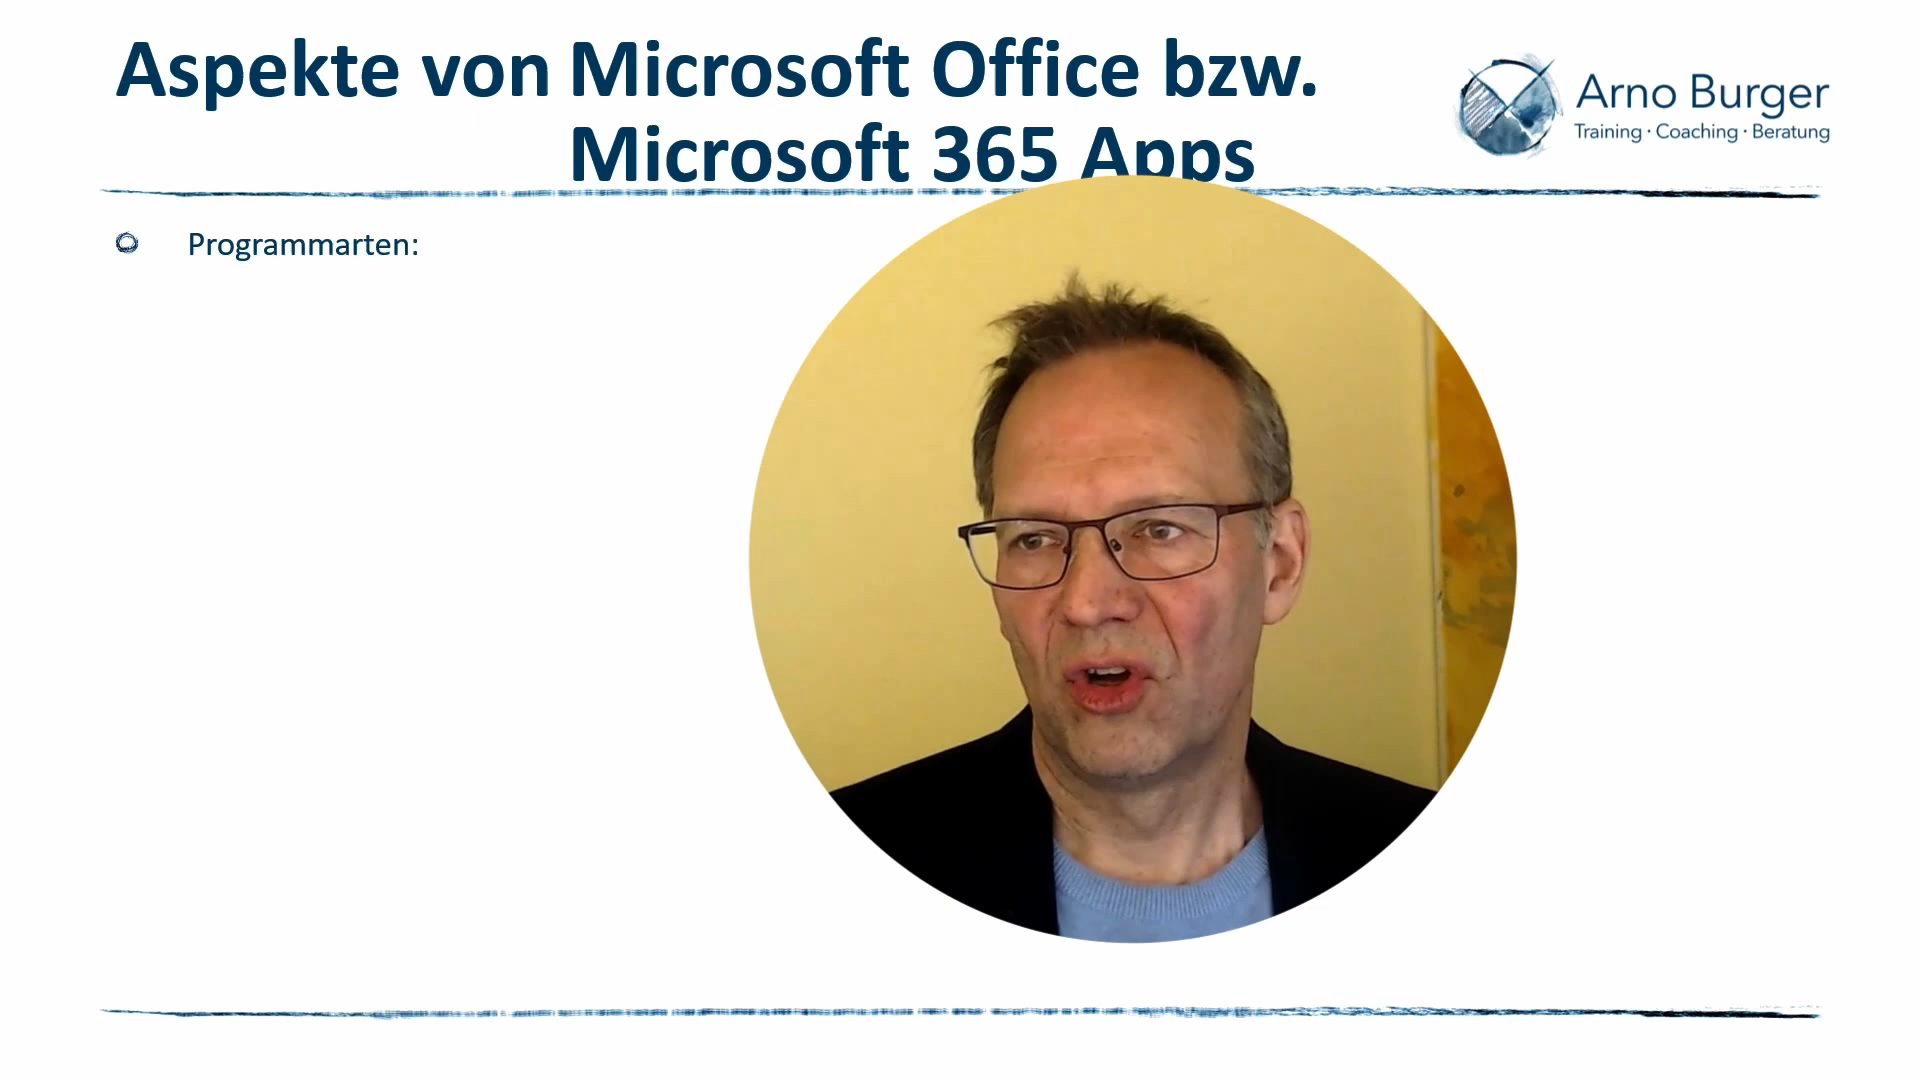 Aspekte von Microsoft Office bzw.
Microsoft 365 Apps
Arno Burger
Training · Coaching · Beratung
Programmarten: